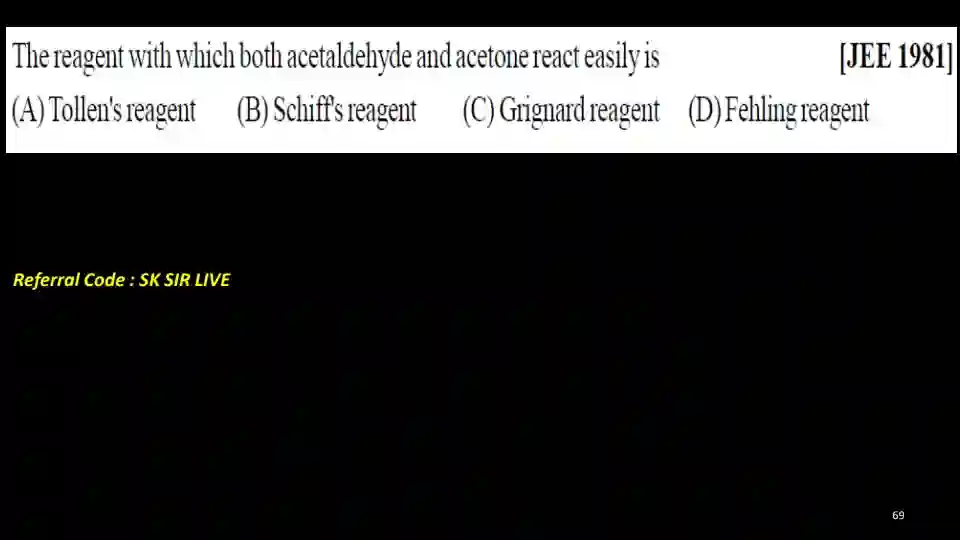 The reagent with which both acetaldehyde and acetone react easily is [JEE 1981]
(A) Tollen's reagent (B) Schiff's reagent (C) Grignard reagent (D) Fehling reagent
Referral Code : SK SIR LIVE
69